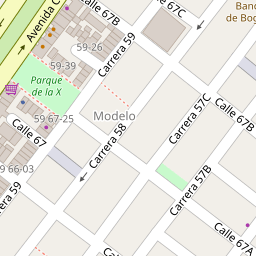 Calle 67B
Calle 67C
Banc
de Bog
Avenida C
59-26
Carrera 59
59-39
Parque
de la X
Carrera 57C
Calle 67B
59 67-25
Modelo
Calle 67
Carrera 58
59 66-03
Carrera 57B
Carrera 59
Calle 67A